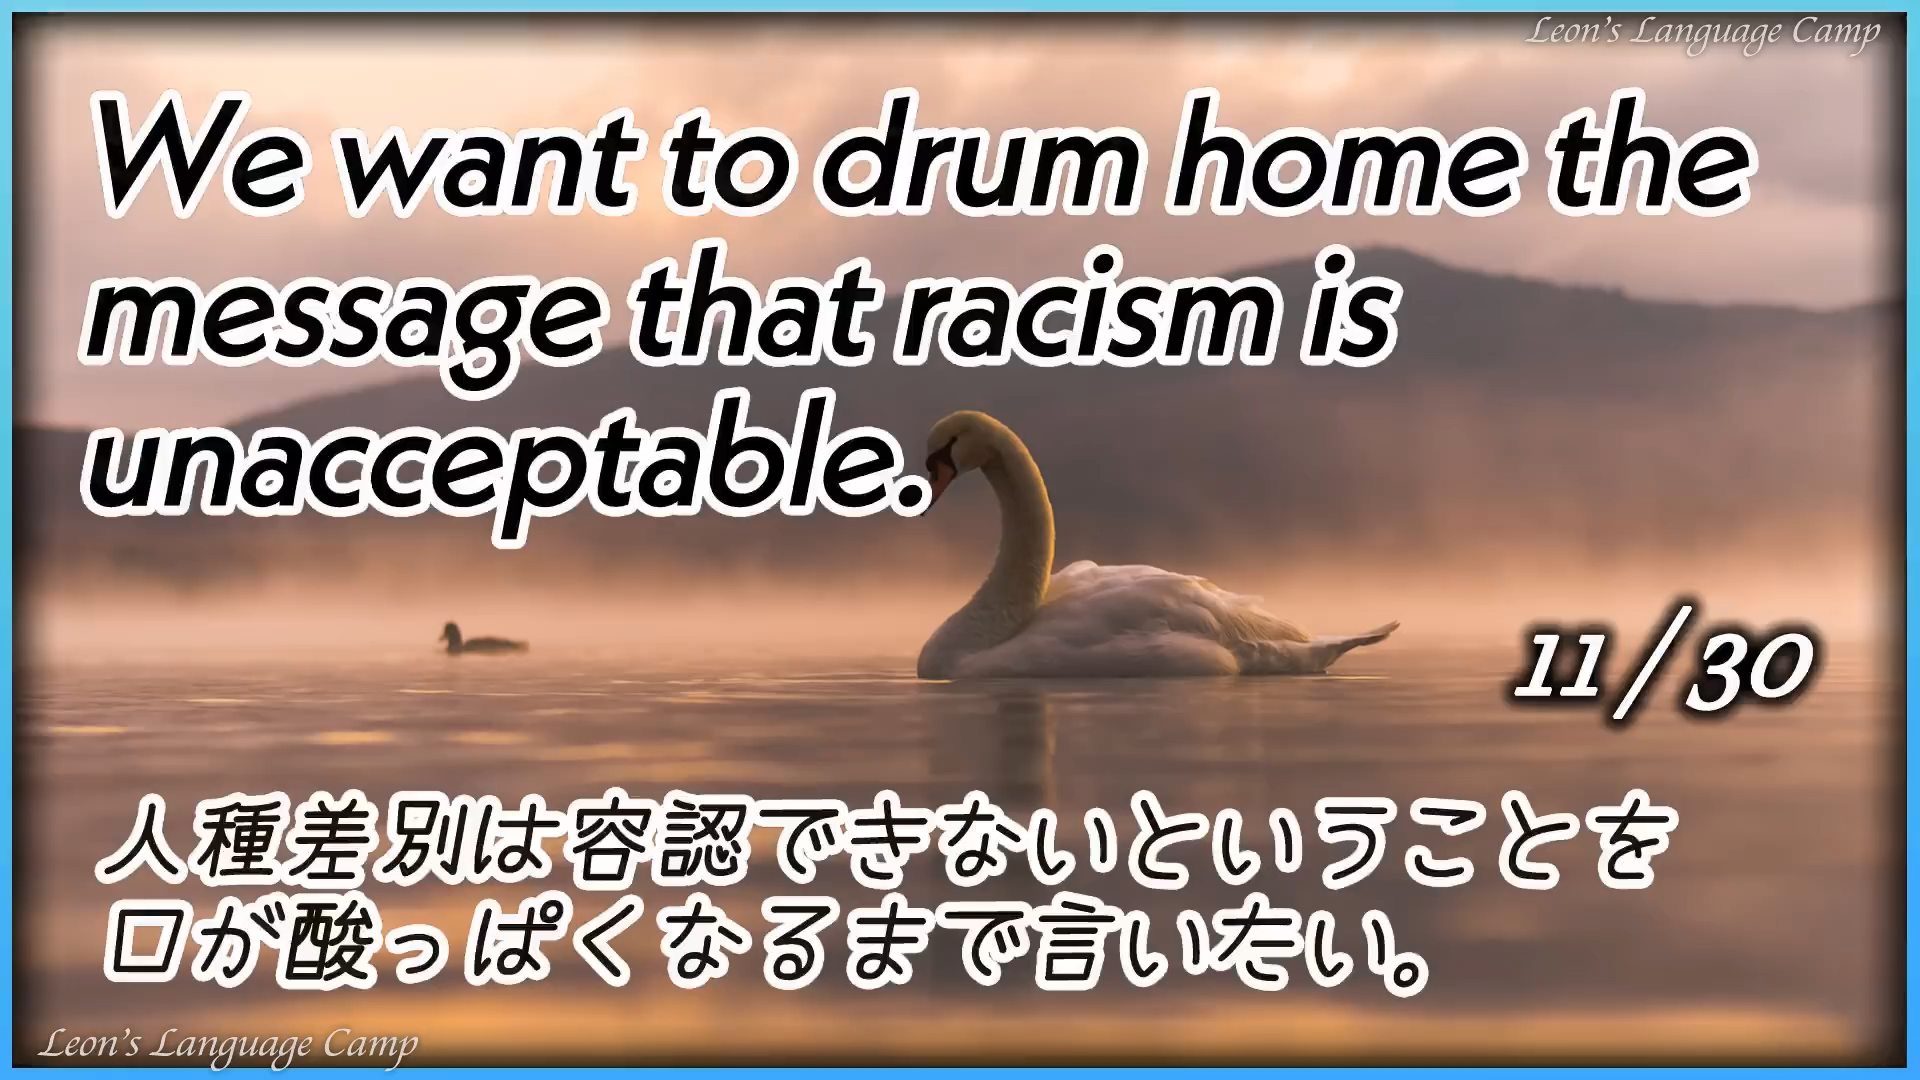 Leon's Language Camp
We want to drum home the
message that racism is
unacceptable.
11/30
人種差別は容認できないということを
口が酸っぱくなるまで言いたい。
Leon's Language Camp